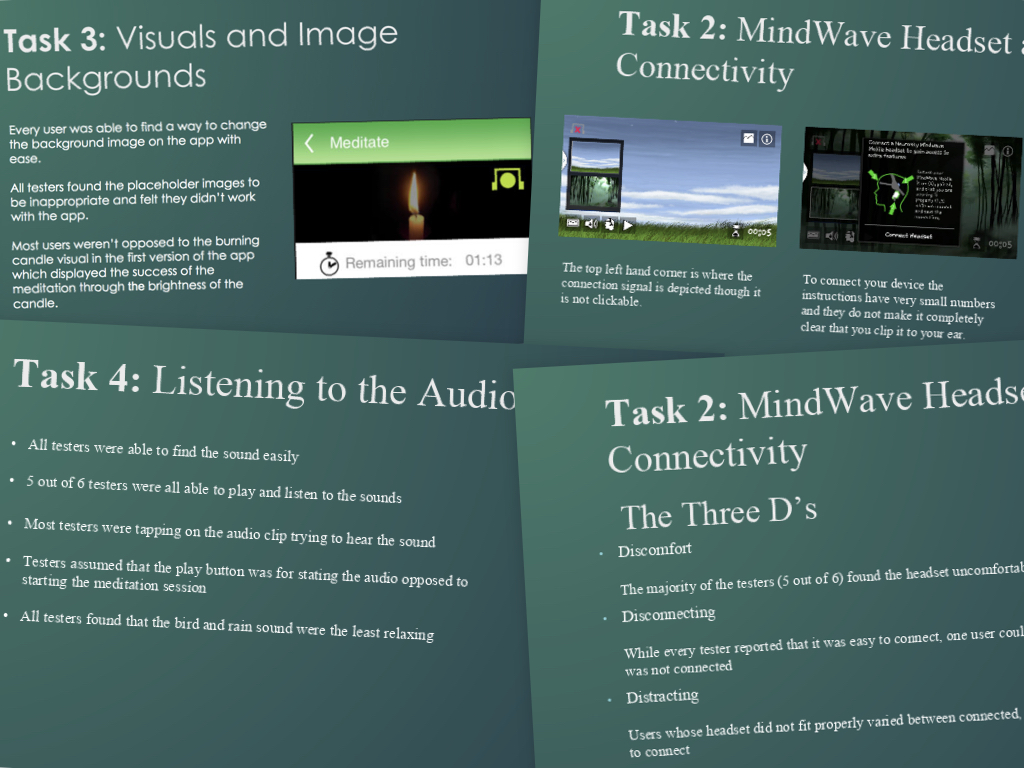 Task 3: Visuals and Image
Backgrounds
Every user was able to find a way to change
the background image on the app with
ease.
All testers found the placeholder images to
be inappropriate and felt they didn't work
with the app.
Most users weren't opposed to the burning
candle visual in the first version of the app
which displayed the success of the
meditation through the brightness of the
candle.
Meditate
Remaining time: 01:13
Task 2: MindWave Headset
Connectivity
00:05
The top left hand corner is where the
connection signal is depicted though it
is not clickable.
Connect a Neurosky Mindwave
Mobile headset to gain access to
entire features
Connect Headset
00:05
To connect your device the
instructions have very small numbers
and they do not make it completely
clear that you clip it to your ear.
Task 4: Listening to the Audio
• All testers were able to find the sound easily
• 5 out of 6 testers were all able to play and listen to the sounds
• Most testers were tapping on the audio clip trying to hear the sound
• Testers assumed that the play button was for stating the audio opposed to
starting the meditation session
• All testers found that the bird and rain sound were the least relaxing
Task 2: MindWave Headse
Connectivity
The Three D's
• Discomfort
The majority of the testers (5 out of 6) found the headset uncomfortab
• Disconnecting
While every tester reported that it was easy to connect, one user coul
was not connected
• Distracting
Users whose headset did not fit properly varied between connected,
to connect